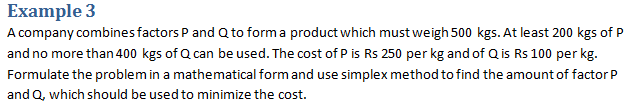 Example 3
A company combines factors P and Q to form a product which must weigh 500 kgs. At least 200 kgs of P
and no more than 400 kgs of Q can be used. The cost of P is Rs 250 per kg and of Q is Rs 100 per kg.
Formulate the problem in a mathematical form and use simplex method to find the amount of factor P
and Q, which should be used to minimize the cost.